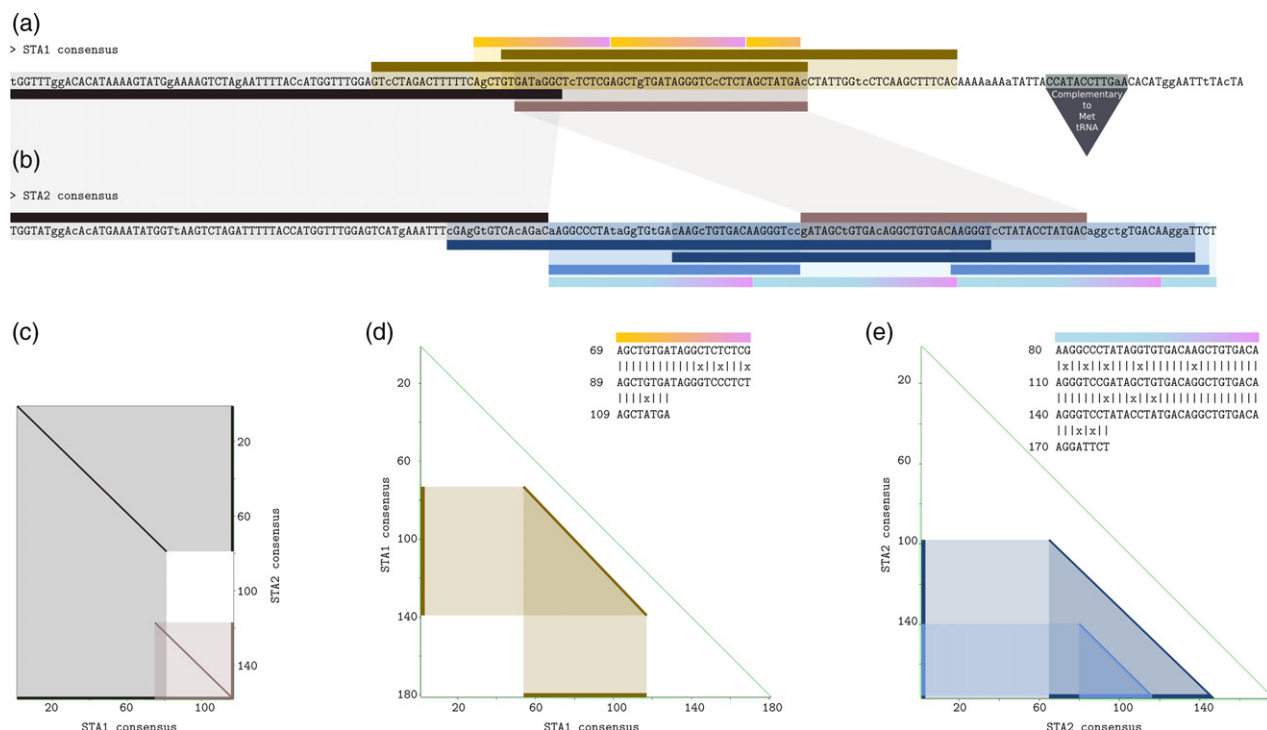 (a)
> STA1 consensus
tGGTTTggACACATAAAAGTATGgAAAAGTCTAgAATTTTACcATGGTTTGGAGTCcTAGACTTTTTCAgCTGTGATAgGCTcTCTCGAGCTgTGATAGGGTCcCTCTAGCTATGAcCTATTGGtccCTCAAGCTTTCACAAAAaAAaTATTACCATACCTTGaACACATggAATTtTAcTA
Complementary
to
Met
tRNA
(b)
> STA2 consensus
TGGTATggAcAcATGAAATATGGTtAAGTCTAGATTTTTACCATGGTTTGGAGTCATgAAATTTcGAgGtGTCACAgACaAGGCCCTAtaGgTGtGAcAAGcTGTGACAAGGGTccgATAGCtGTGACAGGCTGTGACAAGGGTcCTATACCTATGACaggctgTGACAAggaTTCT
(c)
20
60
100
140
STA2 consensus
20 60 100
STA1 consensus
(d)
69 AGCTGTGATAGGCTCTCTCG
||||||||||||x||x|||x
89 AGCTGTGATAGGGTCCCTCT
||||x|||
109 AGCTATGA
20
60
100
140
180
STA1 consensus
20 60 100 140 180
STA1 consensus
(e)
80 AAGGCCCTATAGGTGTGACAAGCTGTGACA
|x||x||x||||x||||||||x||||||||
110 AGGGTCCGATAGCTGTGACAGGCTGTGACA
|||||||x||||x||x||||||||||||||
140 AGGGTCCTATACCTATGACAGGCTGTGACA
|||x|x||
170 AGGATTCT
20
60
100
140
STA2 consensus
20 60 100 140
STA2 consensus